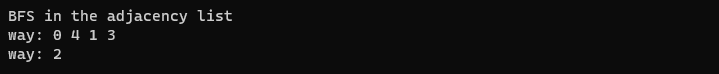 BFS in the adjacency list
way: 0 4 1 3
way: 2